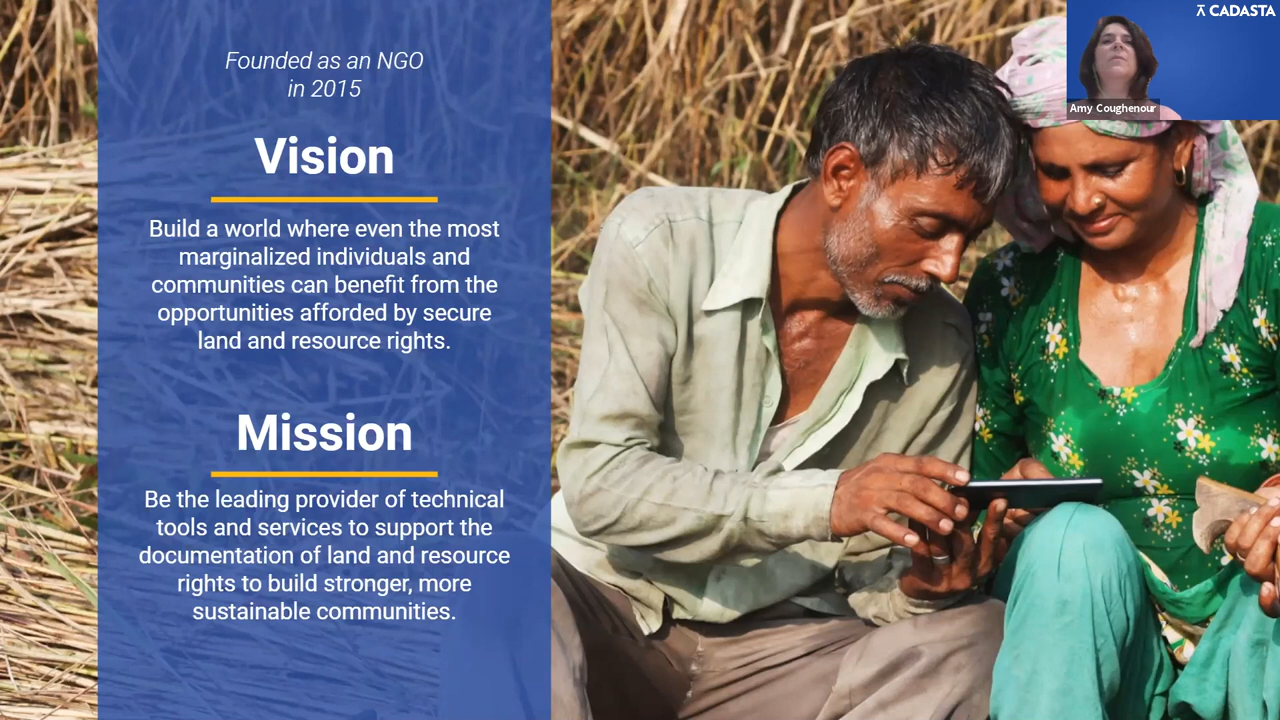 Founded as an NGO
in 2015
Vision
Build a world where even the most
marginalized individuals and
communities can benefit from the
opportunities afforded by secure
land and resource rights.
Mission
Be the leading provider of technical
tools and services to support the
documentation of land and resource
rights to build stronger, more
sustainable communities.
CADASTA
Amy Coughenour